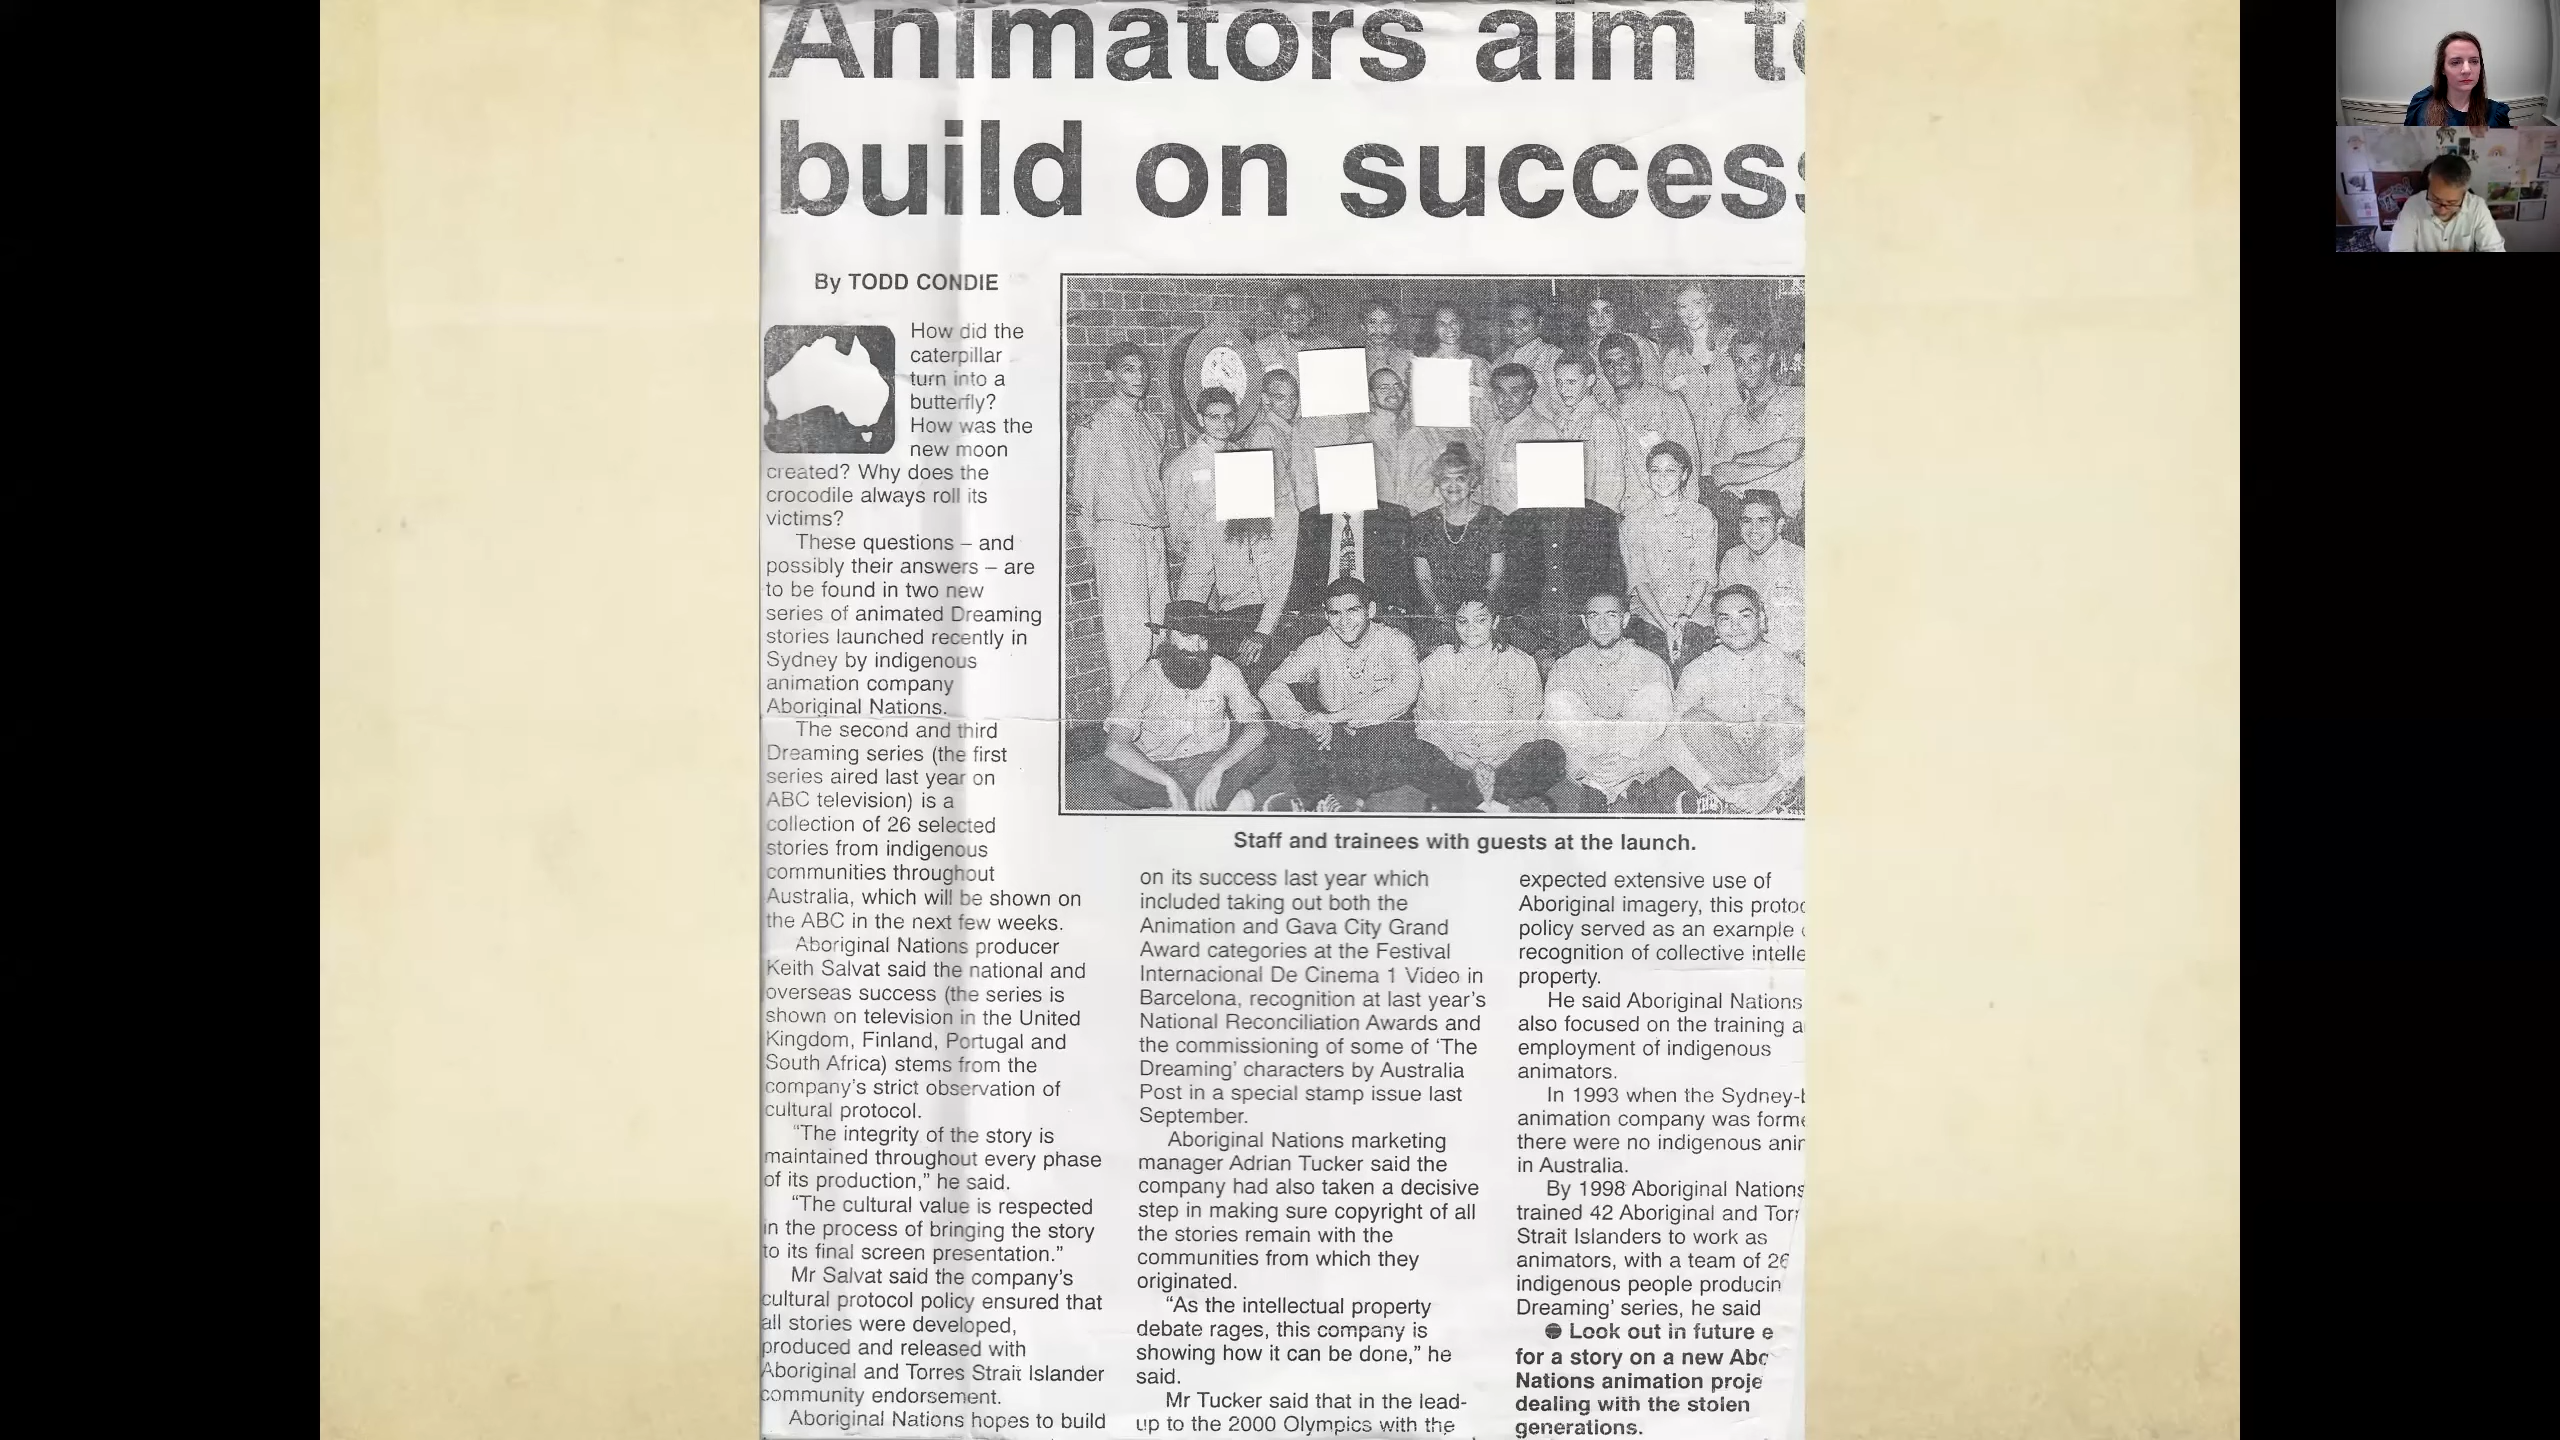 Animators aim to
build on success
By TODD CONDIE
How did the
caterpillar
turn into a
butterfly?
How was the
new moon
created? Why does the
crocodile always roll its
victims?
These questions – and
possibly their answers – are
to be found in two new
series of animated Dreaming
stories launched recently in
Sydney by indigenous
animation company
Aboriginal Nations.
The second and third
Dreaming series (the first
series aired last year on
ABC television) is a
collection of 26 selected
stories from indigenous
communities throughout
Australia, which will be shown on
the ABC in the next few weeks.
Aboriginal Nations producer
Keith Salvat said the national and
overseas success (the series is
shown on television in the United
Kingdom, Finland, Portugal and
South Africa) stems from the
company's strict observation of
cultural protocol.
“The integrity of the story is
maintained throughout every phase
of its production,” he said.
“The cultural value is respected
in the process of bringing the story
to its final screen presentation.”
Mr Salvat said the company's
cultural protocol policy ensured that
all stories were developed,
produced and released with
Aboriginal and Torres Strait Islander
community endorsement.
Aboriginal Nations hopes to build
Staff and trainees with guests at the launch.
on its success last year which
included taking out both the
Animation and Gava City Grand
Award categories at the Festival
Internacional De Cinema 1 Video in
Barcelona, recognition at last year's
National Reconciliation Awards and
the commissioning of some of ‘The
Dreaming’ characters by Australia
Post in a special stamp issue last
September.
Aboriginal Nations marketing
manager Adrian Tucker said the
company had also taken a decisive
step in making sure copyright of all
the stories remain with the
communities from which they
originated.
“As the intellectual property
debate rages, this company is
showing how it can be done,” he
said.
Mr Tucker said that in the lead-
up to the 2000 Olympics with the
expected extensive use of
Aboriginal imagery, this protoc
policy served as an example
recognition of collective intelle
property.
He said Aboriginal Nations
also focused on the training a
employment of indigenous
animators.
In 1993 when the Sydney-b
animation company was forme
there were no indigenous anim
in Australia.
By 1998 Aboriginal Nations
trained 42 Aboriginal and Torr
Strait Islanders to work as
animators, with a team of 26
indigenous people producin
Dreaming’ series, he said
● Look out in future e
for a story on a new Abo
Nations animation proje
dealing with the stolen
generations.